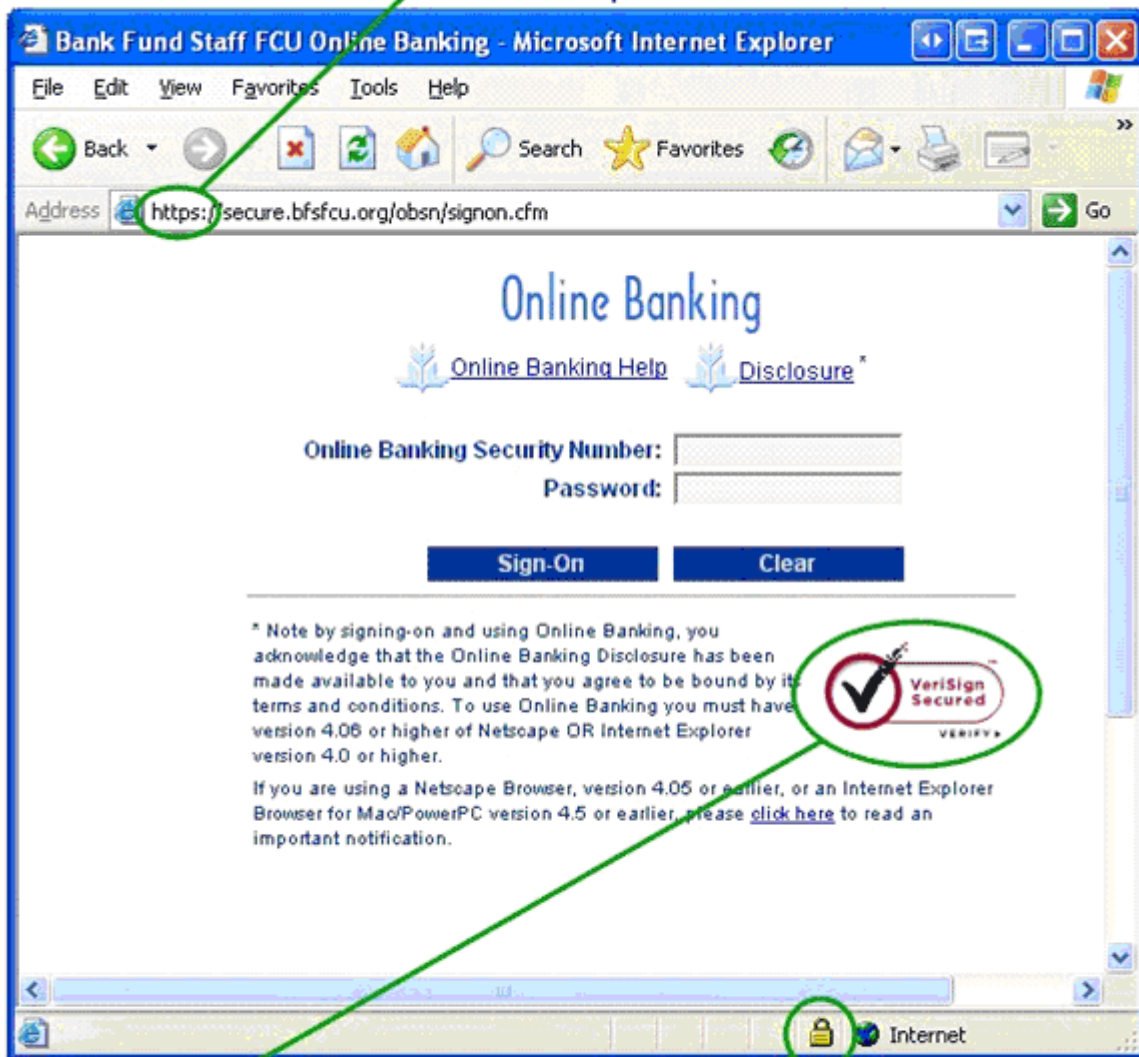 Bank Fund Staff FCU Online Banking - Microsoft Internet Explorer
File Edit View Favorites Tools Help
Back Search Favorites »
Address https://secure.bfsfcu.org/obsn/signon.cfm Go
Online Banking
Online Banking Help Disclosure*
Online Banking Security Number:
Password:
Sign-On Clear
* Note by signing-on and using Online Banking, you
acknowledge that the Online Banking Disclosure has been
made available to you and that you agree to be bound by its
terms and conditions. To use Online Banking you must have
version 4.06 or higher of Netscape OR Internet Explorer
version 4.0 or higher.
VeriSign
Secured
™
VERIFY
If you are using a Netscape Browser, version 4.05 or earlier, or an Internet Explorer
Browser for Mac/PowerPC version 4.5 or earlier, please click here to read an
important notification.
Internet